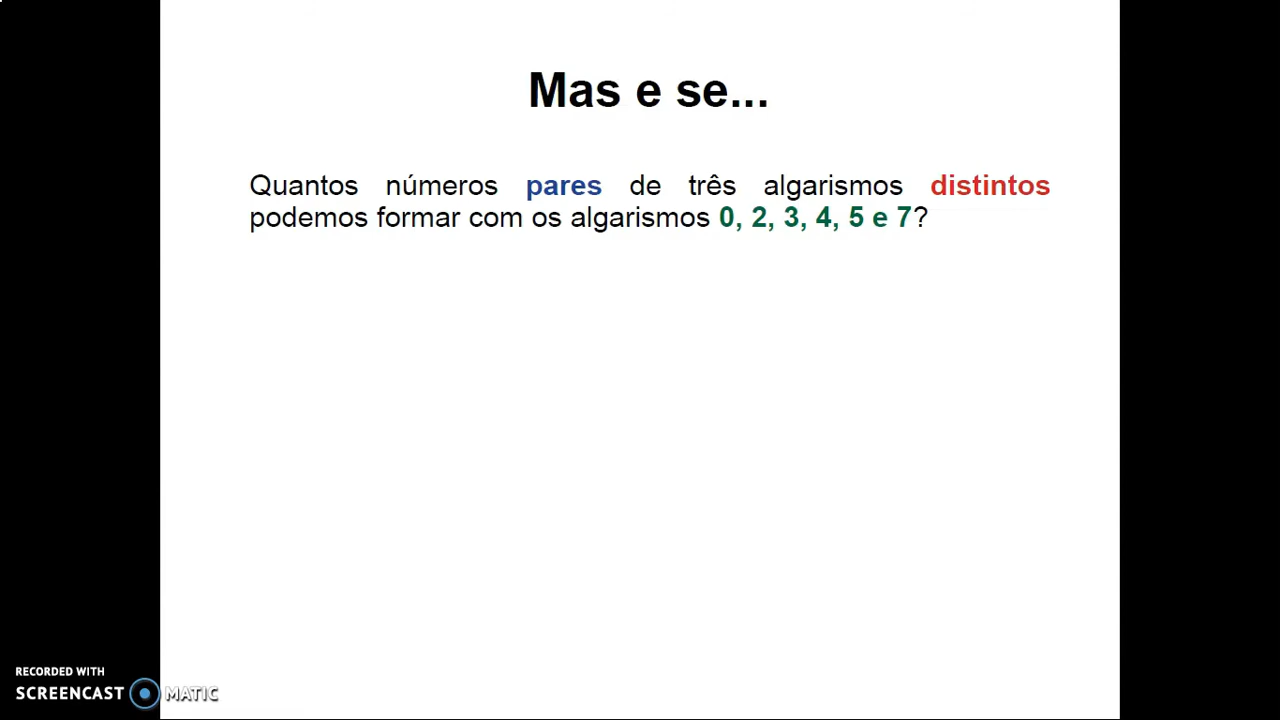 Mas e se...
Quantos números pares de três algarismos distintos
podemos formar com os algarismos 0, 2, 3, 4, 5 e 7?
RECORDED WITH
SCREENCAST MATIC